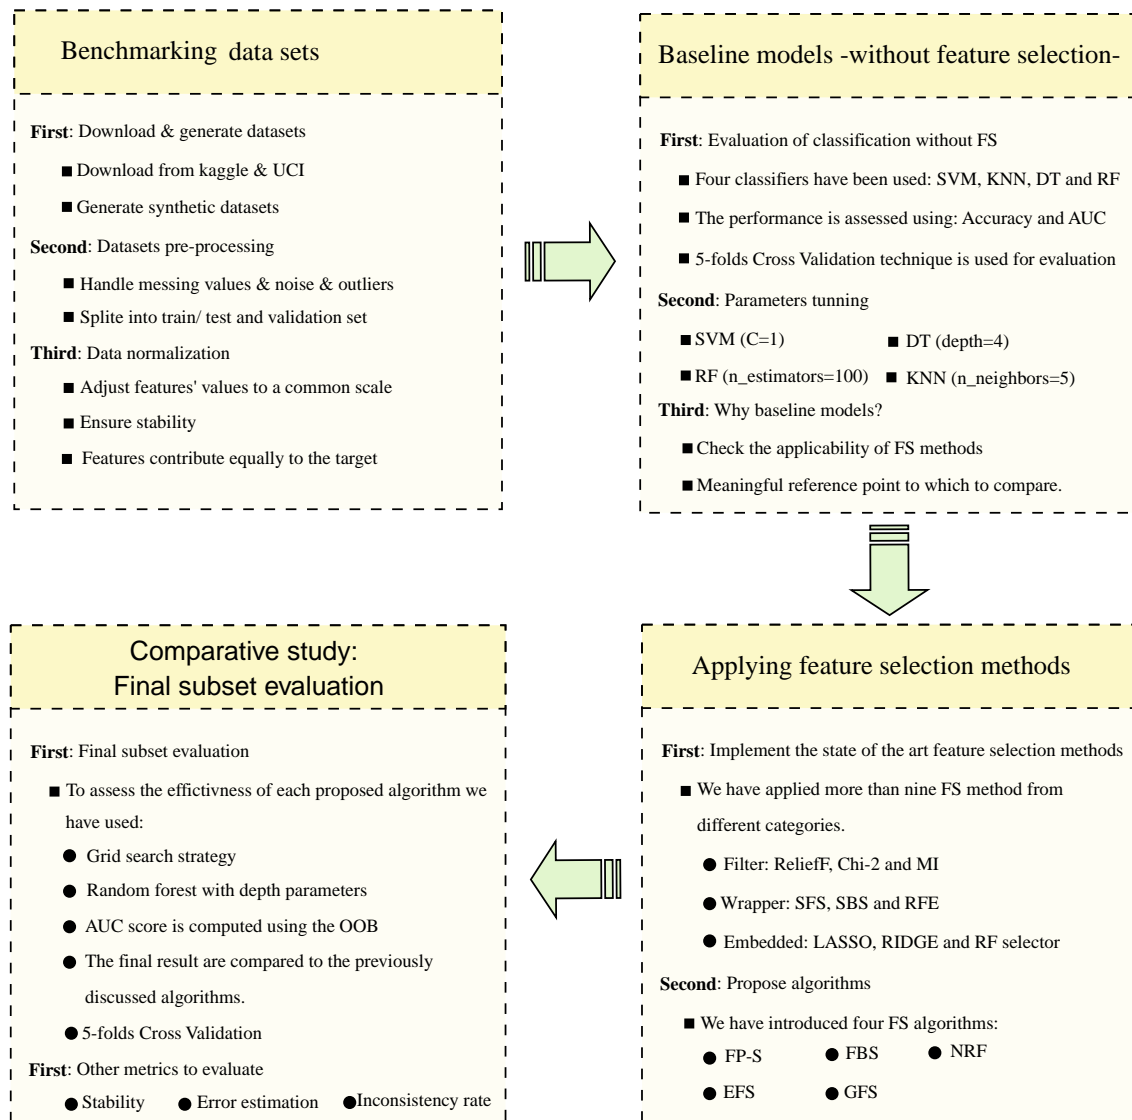 Benchmarking data sets
First: Download & generate datasets
Download from kaggle & UCI
Generate synthetic datasets
Second: Datasets pre-processing
Handle messing values & noise & outliers
Splite into train/ test and validation set
Third: Data normalization
Adjust features' values to a common scale
Ensure stability
Features contribute equally to the target
Baseline models -without feature selection-
First: Evaluation of classification without FS
Four classifiers have been used: SVM, KNN, DT and RF
The performance is assessed using: Accuracy and AUC
5-folds Cross Validation technique is used for evaluation
Second: Parameters tunning
SVM (C=1)
DT (depth=4)
RF (n_estimators=100)
KNN (n_neighbors=5)
Third: Why baseline models?
Check the applicability of FS methods
Meaningful reference point to which to compare.
Applying feature selection methods
First: Implement the state of the art feature selection methods
We have applied more than nine FS method from
different categories.
Filter: ReliefF, Chi-2 and MI
Wrapper: SFS, SBS and RFE
Embedded: LASSO, RIDGE and RF selector
Second: Propose algorithms
We have introduced four FS algorithms:
FP-S
FBS
NRF
EFS
GFS
Comparative study:
Final subset evaluation
First: Final subset evaluation
To assess the effictivness of each proposed algorithm we
have used:
Grid search strategy
Random forest with depth parameters
AUC score is computed using the OOB
The final result are compared to the previously
discussed algorithms.
5-folds Cross Validation
First: Other metrics to evaluate
Stability
Error estimation
Inconsistency rate